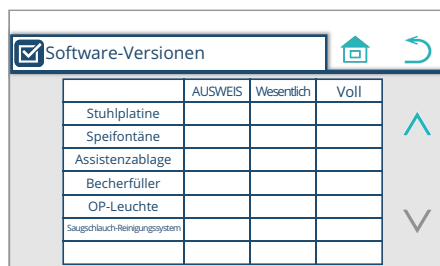 Software-Versionen
AUSWEIS Wesentlich Voll
Stuhlplatine
Speifontäne
Assistenzablage
Becherfüller
OP-Leuchte
Saugschlauch-Reinigungssystem